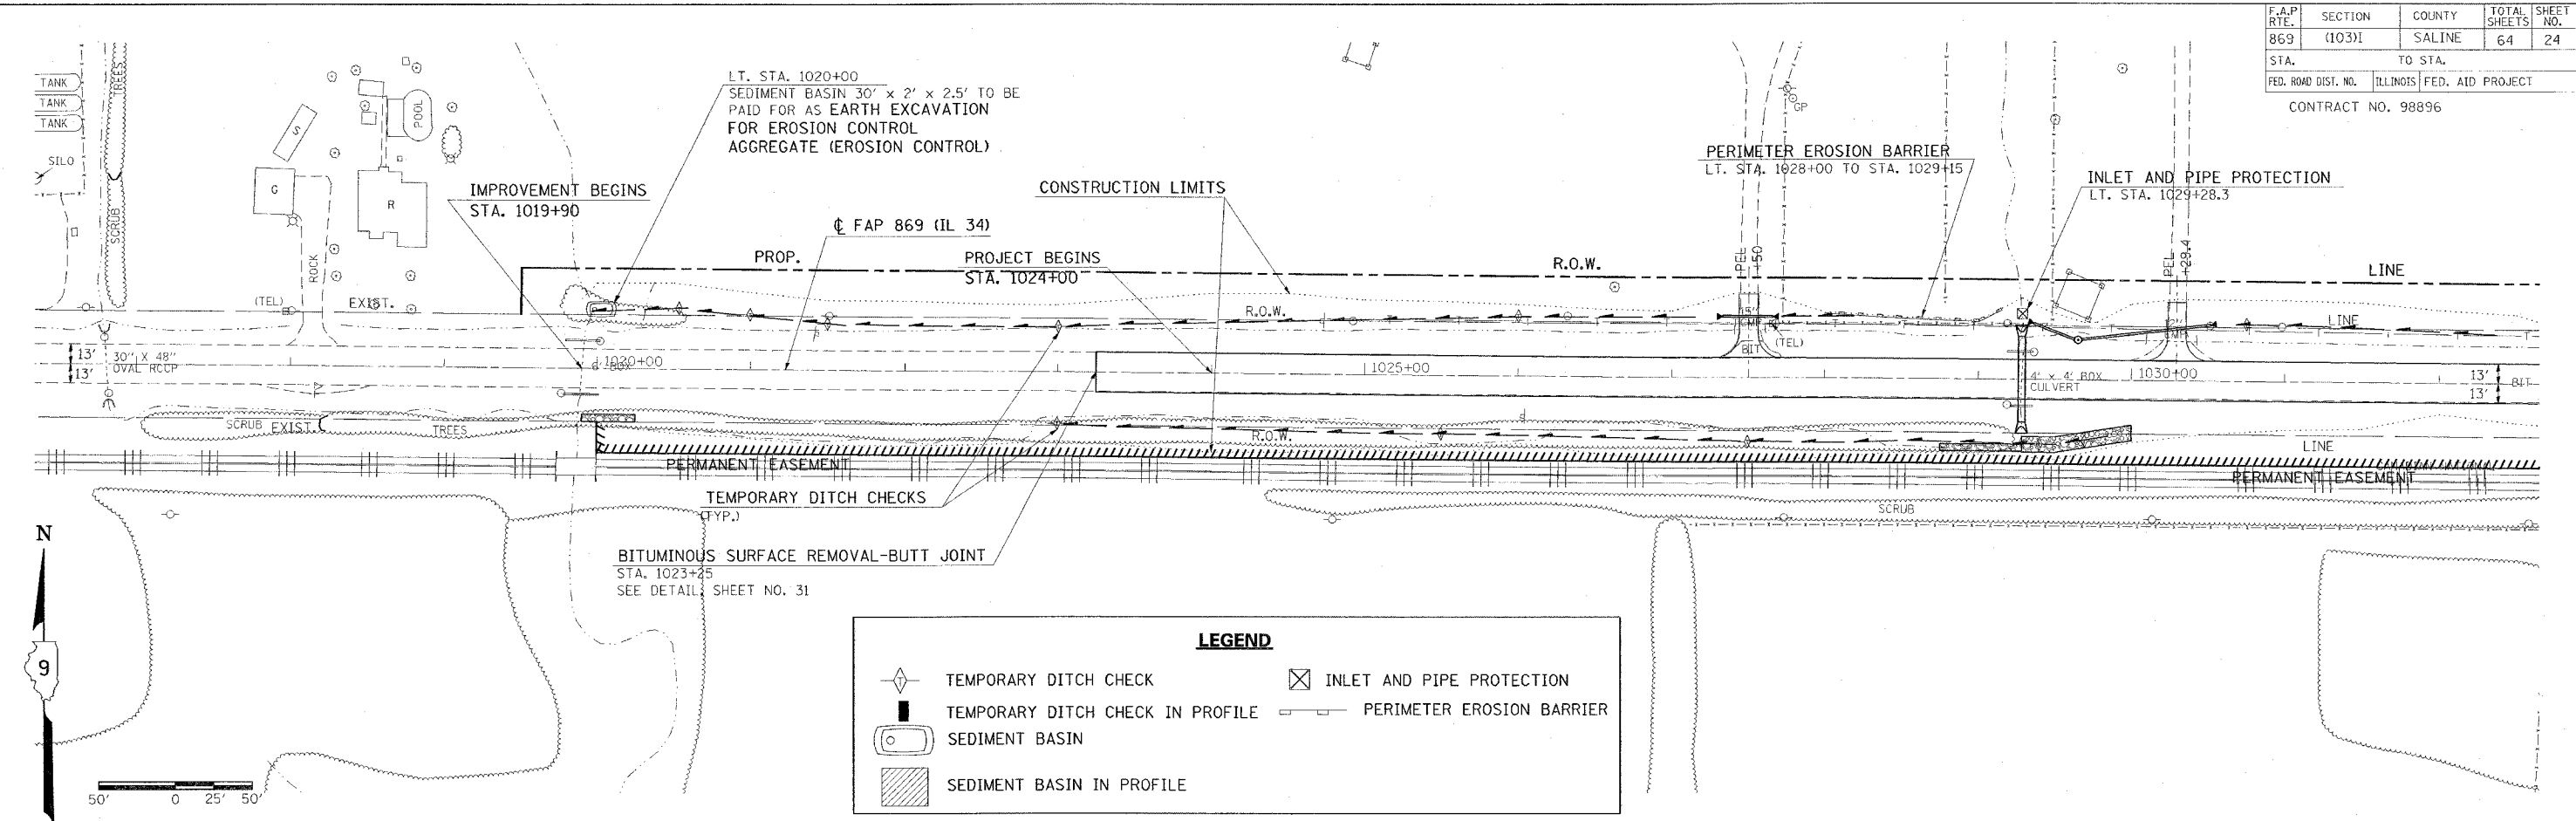 F.A.P RTE. SECTION COUNTY TOTAL SHEETS SHEET NO.
869 (103)I SALINE 64 24
STA. TO STA.
FED. ROAD DIST. NO. ILLINOIS FED. AID PROJECT
CONTRACT NO. 98896
TANK
TANK
TANK
SILO
TREES
SCRUB
S
G
R
POOL
ROCK
LT. STA. 1020+00
SEDIMENT BASIN 30' x 2' x 2.5' TO BE
PAID FOR AS EARTH EXCAVATION
FOR EROSION CONTROL
AGGREGATE (EROSION CONTROL)
IMPROVEMENT BEGINS
STA. 1019+90
CONSTRUCTION LIMITS
℄ FAP 869 (IL 34)
PROP.
PROJECT BEGINS
STA. 1024+00
R.O.W.
GP
PERIMETER EROSION BARRIER
LT. STA. 1028+00 TO STA. 1029+15
INLET AND PIPE PROTECTION
LT. STA. 1029+28.3
PEL
+50
PEL
+28.4
LINE
(TEL)
EXIST.
R.O.W.
(TEL)
LINE
BIT
13'
13'
30" X 48"
OVAL RCCP
1020+00
1025+00
4' x 4' BOX
CULVERT
1030+00
13'
13'
BIT
SCRUB
EXIST.
TREES
R.O.W.
LINE
PERMANENT EASEMENT
PERMANENT EASEMENT
TEMPORARY DITCH CHECKS
(TYP.)
SCRUB
BITUMINOUS SURFACE REMOVAL-BUTT JOINT
STA. 1023+25
SEE DETAIL, SHEET NO. 31
N
9
50' 0 25' 50'
LEGEND
TEMPORARY DITCH CHECK
INLET AND PIPE PROTECTION
TEMPORARY DITCH CHECK IN PROFILE
PERIMETER EROSION BARRIER
SEDIMENT BASIN
SEDIMENT BASIN IN PROFILE